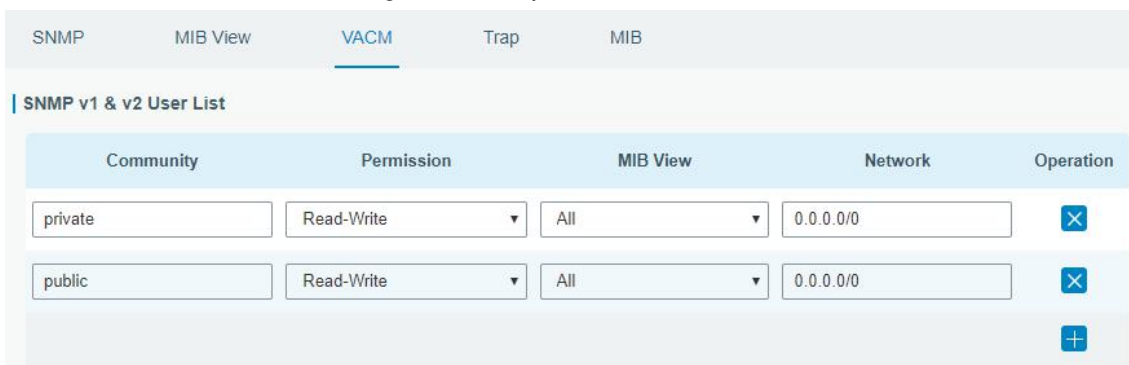 SNMP MIB View VACM Trap MIB
SNMP v1 & v2 User List
Community Permission MIB View Network Operation
private Read-Write All 0.0.0.0/0
public Read-Write All 0.0.0.0/0